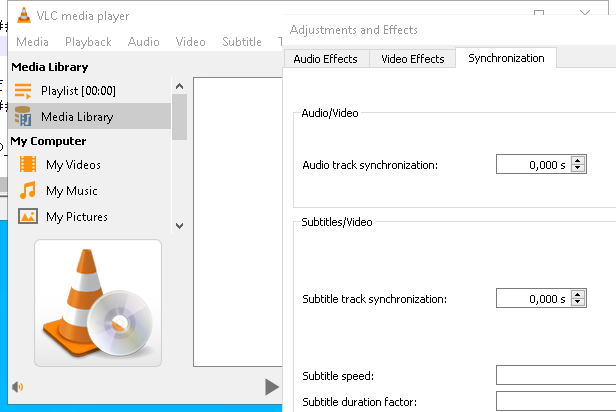 VLC media player
Media Playback Audio Video Subtitle
Adjustments and Effects
Audio Effects Video Effects Synchronization
Media Library
Playlist [00:00]
Media Library
My Computer
My Videos
My Music
My Pictures
Audio/Video
Audio track synchronization: 0,000 s
Subtitles/Video
Subtitle track synchronization: 0,000 s
Subtitle speed:
Subtitle duration factor: